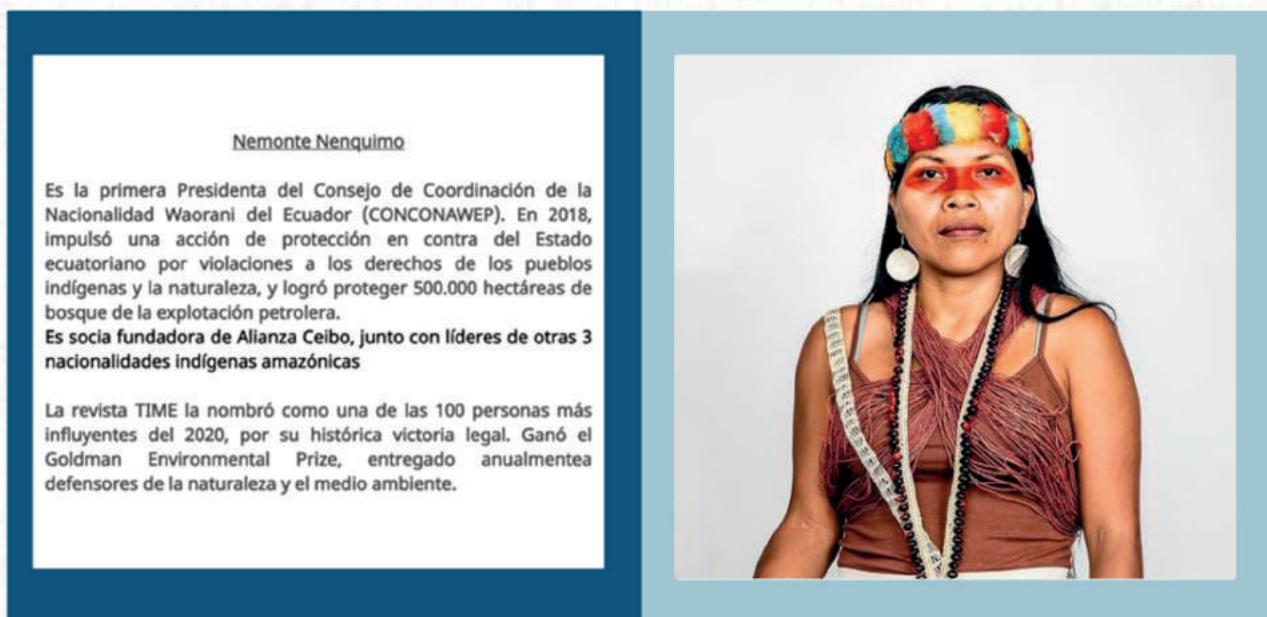 Nemonte Nenquimo
Es la primera Presidenta del Consejo de Coordinación de la
Nacionalidad Waorani del Ecuador (CONCONAWEP). En 2018,
impulsó una acción de protección en contra del Estado
ecuatoriano por violaciones a los derechos de los pueblos
indígenas y la naturaleza, y logró proteger 500.000 hectáreas de
bosque de la explotación petrolera.
Es socia fundadora de Alianza Ceibo, junto con líderes de otras 3
nacionalidades indígenas amazónicas
La revista TIME la nombró como una de las 100 personas más
influyentes del 2020, por su histórica victoria legal. Ganó el
Goldman Environmental Prize, entregado anualmentea
defensores de la naturaleza y el medio ambiente.